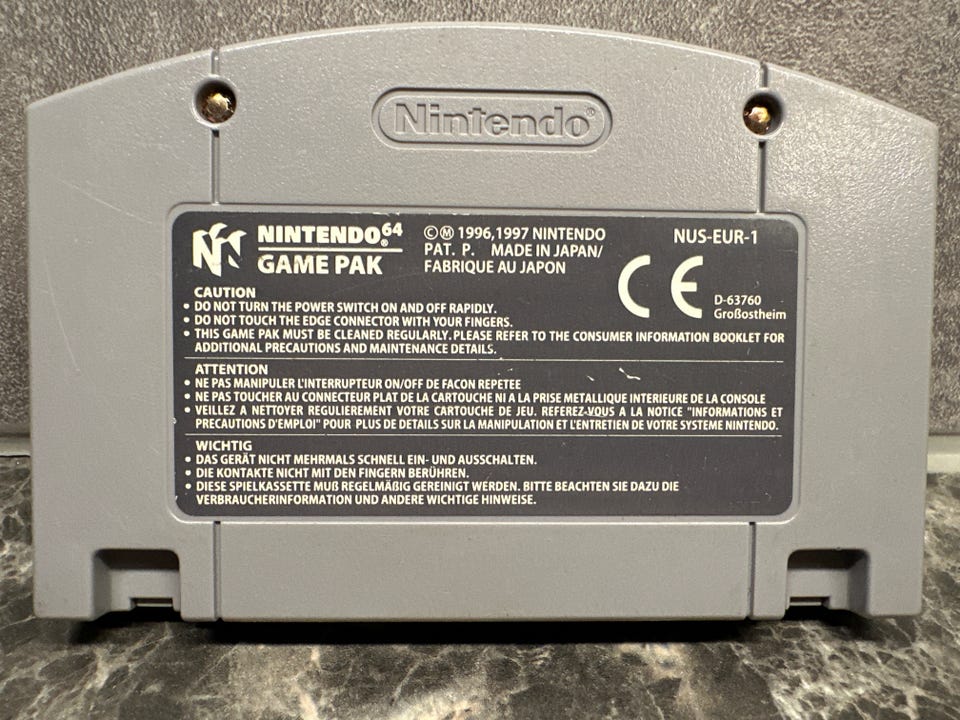 Nintendo®
NINTENDO64®
GAME PAK
©Ⓜ 1996,1997 NINTENDO
PAT. P. MADE IN JAPAN/
FABRIQUE AU JAPON
NUS-EUR-1
CE
D-63760
Großostheim
CAUTION
• DO NOT TURN THE POWER SWITCH ON AND OFF RAPIDLY.
• DO NOT TOUCH THE EDGE CONNECTOR WITH YOUR FINGERS.
• THIS GAME PAK MUST BE CLEANED REGULARLY. PLEASE REFER TO THE CONSUMER INFORMATION BOOKLET FOR
ADDITIONAL PRECAUTIONS AND MAINTENANCE DETAILS.
ATTENTION
• NE PAS MANIPULER L'INTERRUPTEUR ON/OFF DE FACON REPETEE
• NE PAS TOUCHER AU CONNECTEUR PLAT DE LA CARTOUCHE NI A LA PRISE METALLIQUE INTERIEURE DE LA CONSOLE
• VEILLEZ A NETTOYER REGULIEREMENT VOTRE CARTOUCHE DE JEU. REFEREZ-VOUS A LA NOTICE "INFORMATIONS ET
PRECAUTIONS D'EMPLOI" POUR PLUS DE DETAILS SUR LA MANIPULATION ET L'ENTRETIEN DE VOTRE SYSTEME NINTENDO.
WICHTIG
• DAS GERÄT NICHT MEHRMALS SCHNELL EIN- UND AUSSCHALTEN.
• DIE KONTAKTE NICHT MIT DEN FINGERN BERÜHREN.
• DIESE SPIELKASSETTE MUß REGELMÄßIG GEREINIGT WERDEN. BITTE BEACHTEN SIE DAZU DIE
VERBRAUCHERINFORMATION UND ANDERE WICHTIGE HINWEISE.